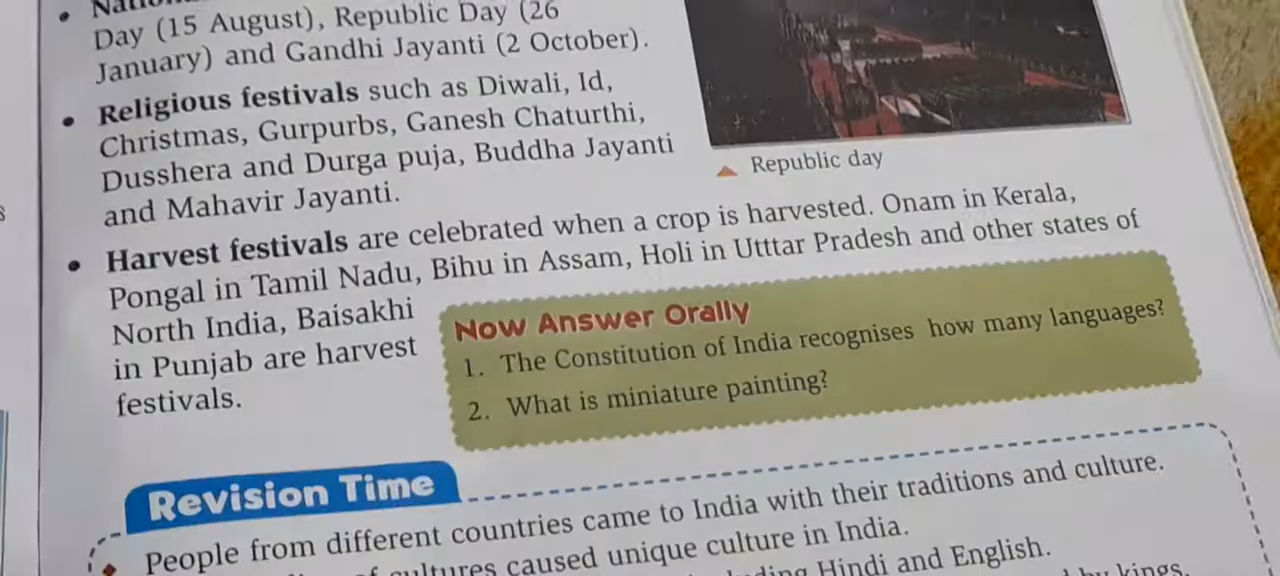 Day (15 August), Republic Day (26
January) and Gandhi Jayanti (2 October).
• Religious festivals such as Diwali, Id,
Christmas, Gurpurbs, Ganesh Chaturthi,
Dusshera and Durga puja, Buddha Jayanti
and Mahavir Jayanti.
Republic day
• Harvest festivals are celebrated when a crop is harvested. Onam in Kerala,
Pongal in Tamil Nadu, Bihu in Assam, Holi in Utttar Pradesh and other states of
North India, Baisakhi
in Punjab are harvest
festivals.
Now Answer Orally
1. The Constitution of India recognises how many languages?
2. What is miniature painting?
Revision Time
People from different countries came to India with their traditions and culture.
of cultures caused unique culture in India.
Hindi and English.
by kings.